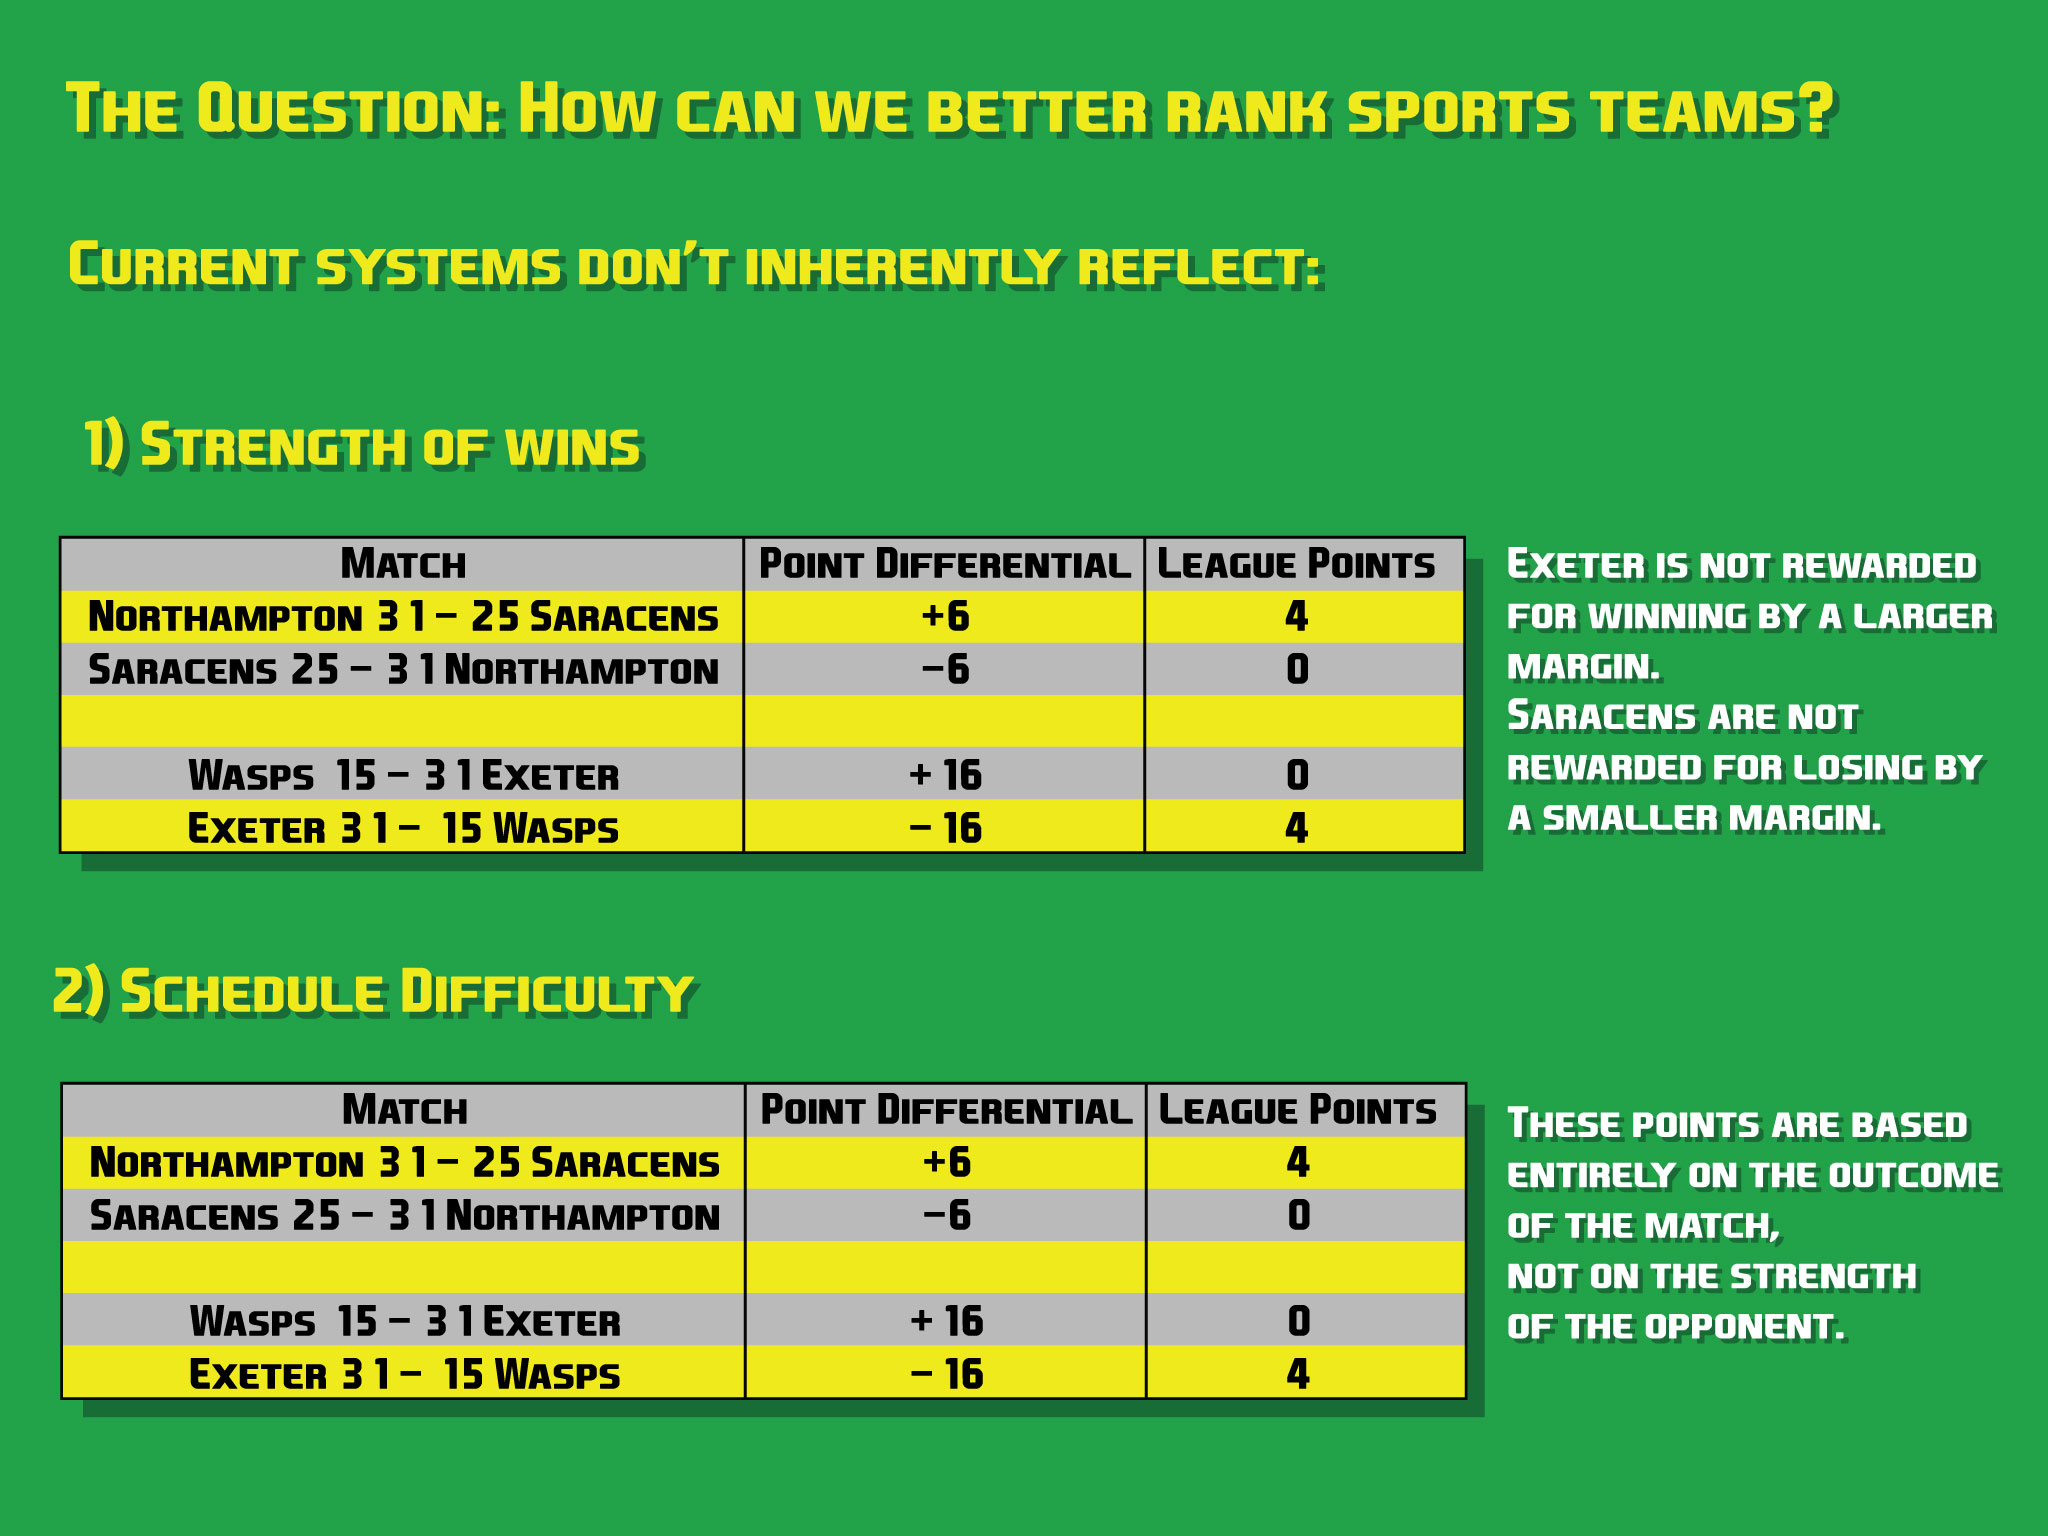 The Question: How can we better rank sports teams?
Current systems don't inherently reflect:
1) Strength of wins
Match Point Differential League Points
Northampton 31 – 25 Saracens +6 4
Saracens 25 – 31 Northampton –6 0
Wasps 15 – 31 Exeter +16 0
Exeter 31 – 15 Wasps –16 4
Exeter is not rewarded
for winning by a larger
margin.
Saracens are not
rewarded for losing by
a smaller margin.
2) Schedule Difficulty
Match Point Differential League Points
Northampton 31 – 25 Saracens +6 4
Saracens 25 – 31 Northampton –6 0
Wasps 15 – 31 Exeter +16 0
Exeter 31 – 15 Wasps –16 4
These points are based
entirely on the outcome
of the match,
not on the strength
of the opponent.